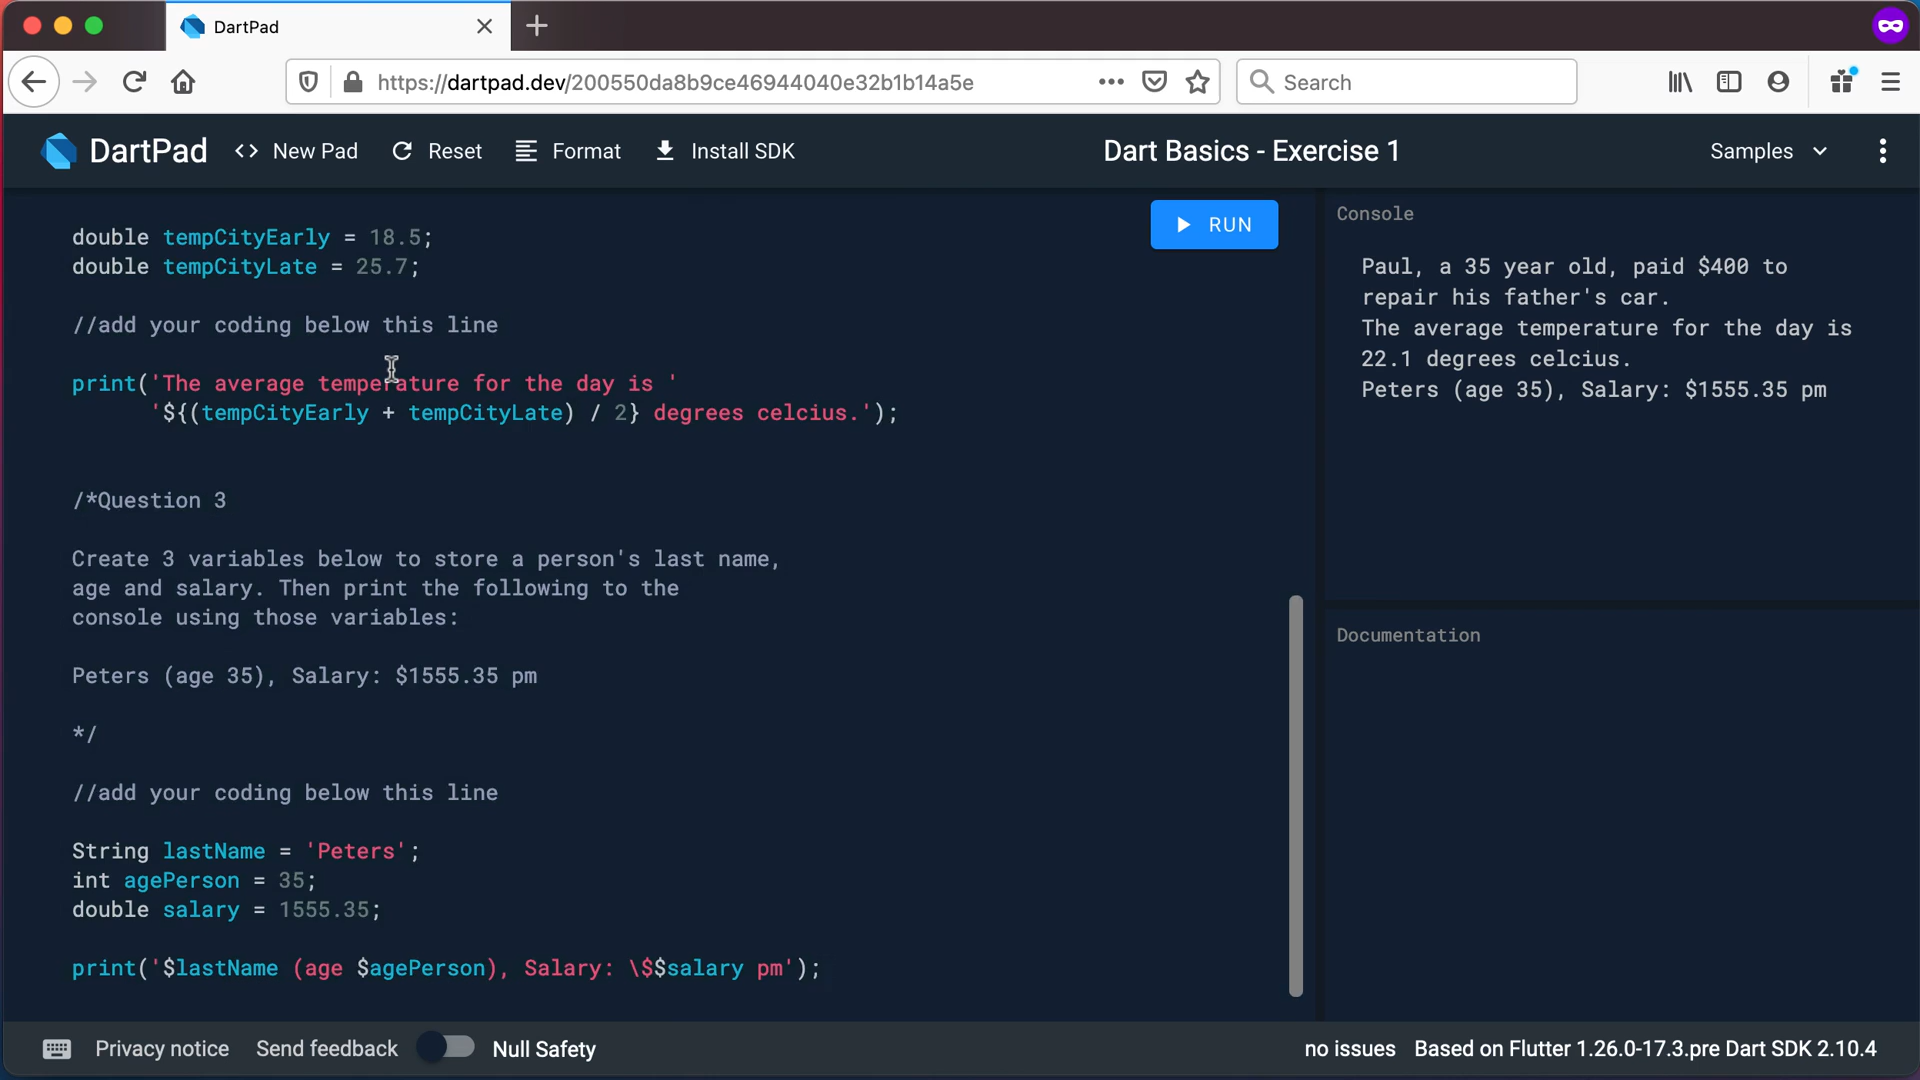 DartPad
https://dartpad.dev/200550da8b9ce46944040e32b1b14a5e
Search
DartPad
<> New Pad
Reset
Format
Install SDK
Dart Basics - Exercise 1
Samples
double tempCityEarly = 18.5;
double tempCityLate = 25.7;
//add your coding below this line
print('The average temperature for the day is '
'${(tempCityEarly + tempCityLate) / 2} degrees celcius.');
/*Question 3
Create 3 variables below to store a person's last name,
age and salary. Then print the following to the
console using those variables:
Peters (age 35), Salary: $1555.35 pm
*/
//add your coding below this line
String lastName = 'Peters';
int agePerson = 35;
double salary = 1555.35;
print('$lastName (age $agePerson), Salary: \$$salary pm');
RUN
Console
Paul, a 35 year old, paid $400 to
repair his father's car.
The average temperature for the day is
22.1 degrees celcius.
Peters (age 35), Salary: $1555.35 pm
Documentation
Privacy notice
Send feedback
Null Safety
no issues
Based on Flutter 1.26.0-17.3.pre Dart SDK 2.10.4